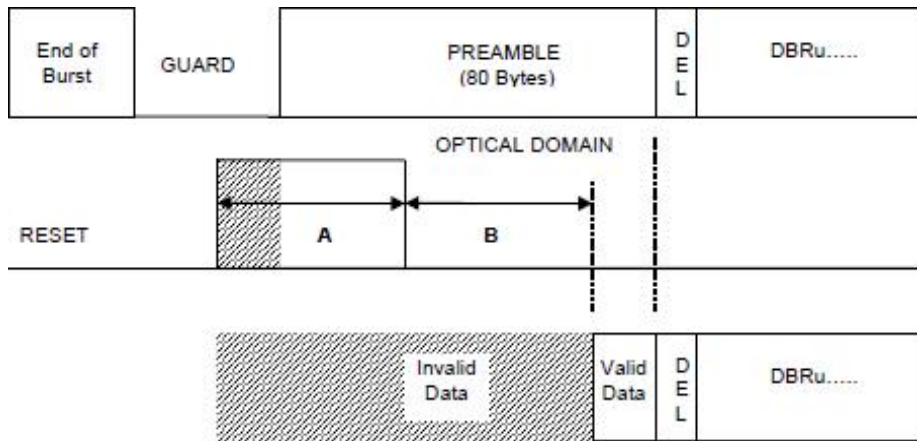 End of
Burst
GUARD
PREAMBLE
(80 Bytes)
D
E
L
DBRu.....
OPTICAL DOMAIN
RESET
A
B
Invalid
Data
Valid
Data
D
E
L
DBRu.....